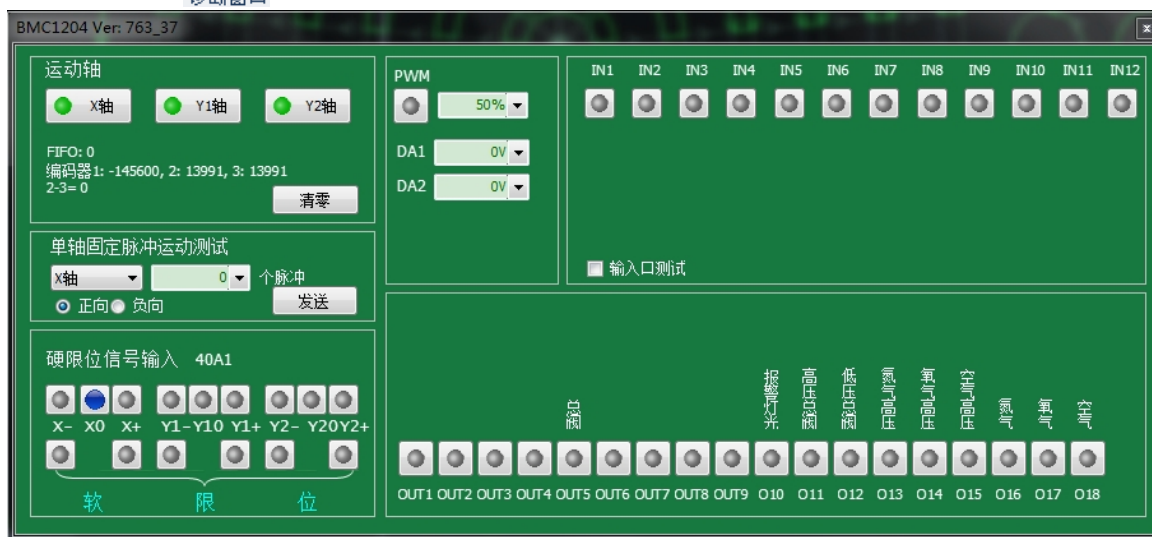 诊断窗口
BMC1204 Ver: 763_37
运动轴
X轴
Y1轴
Y2轴
FIFO: 0
编码器1: -145600, 2: 13991, 3: 13991
2-3= 0
清零
单轴固定脉冲运动测试
X轴
0
个脉冲
正向
负向
发送
硬限位信号输入 40A1
X- X0 X+ Y1- Y10 Y1+ Y2- Y20 Y2+
软 限 位
PWM
50%
DA1
0V
DA2
0V
IN1 IN2 IN3 IN4 IN5 IN6 IN7 IN8 IN9 IN10 IN11 IN12
输入口测试
总阀
报警灯光
高压总阀
低压总阀
氮气高压
氧气高压
空气高压
氮气
氧气
空气
OUT1 OUT2 OUT3 OUT4 OUT5 OUT6 OUT7 OUT8 OUT9 O10 O11 O12 O13 O14 O15 O16 O17 O18